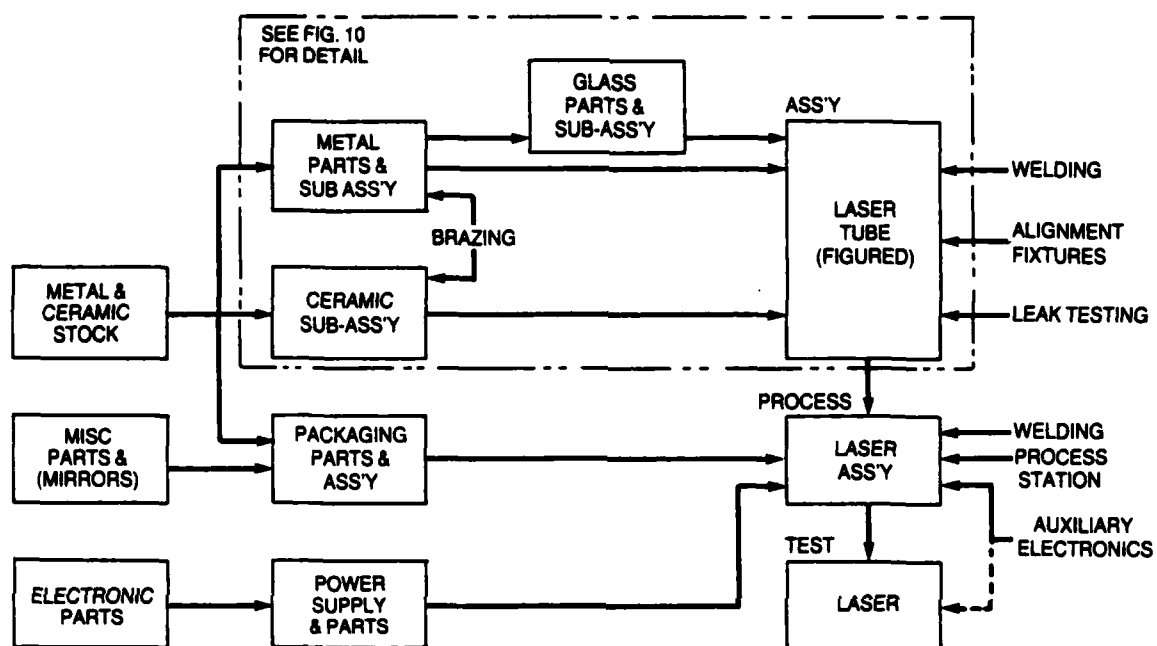 SEE FIG. 10
FOR DETAIL
GLASS
PARTS &
SUB-ASS'Y
ASS'Y
METAL
PARTS &
SUB ASS'Y
LASER
TUBE
(FIGURED)
WELDING
ALIGNMENT
FIXTURES
LEAK TESTING
BRAZING
METAL &
CERAMIC
STOCK
CERAMIC
SUB-ASS'Y
PROCESS
MISC
PARTS &
(MIRRORS)
PACKAGING
PARTS &
ASS'Y
LASER
ASS'Y
WELDING
PROCESS
STATION
AUXILIARY
ELECTRONICS
TEST
ELECTRONIC
PARTS
POWER
SUPPLY
& PARTS
LASER